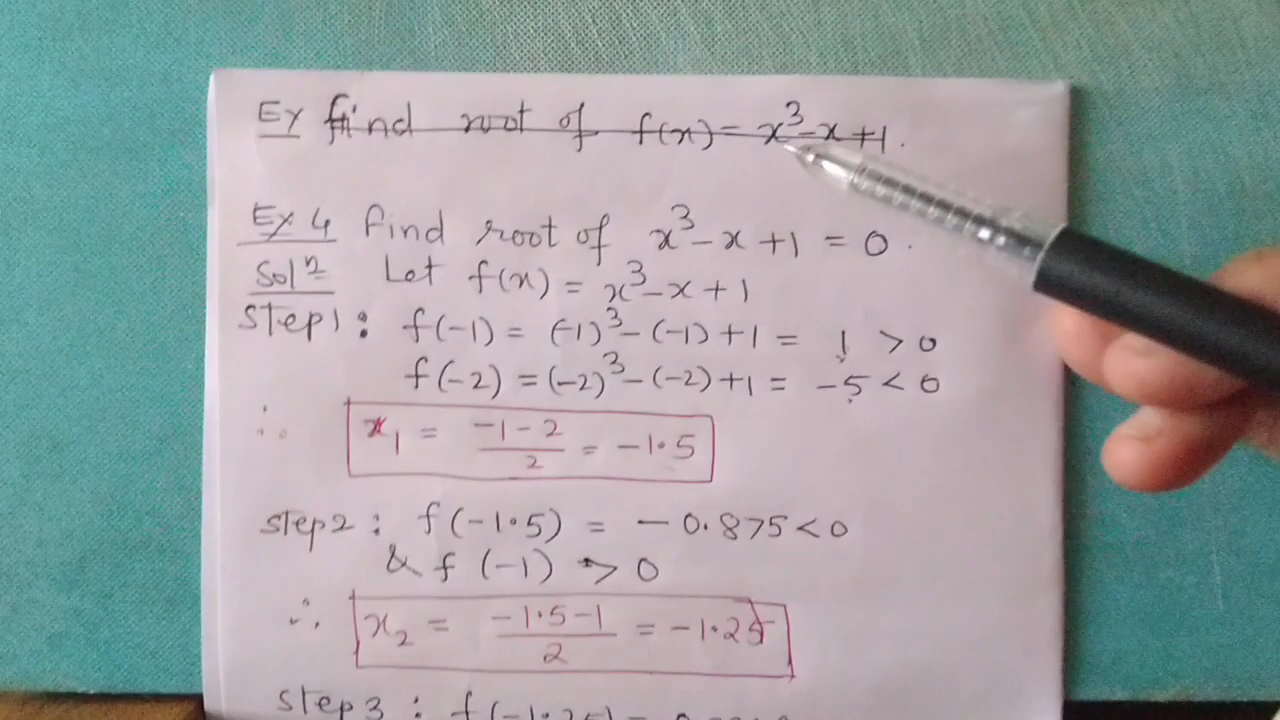 Ex find root of f(x) = x³-x+1.
Ex 4 find root of x³-x+1 = 0.
Solⁿ Let f(x) = x³-x+1
Step1: f(-1) = (-1)³-(-1)+1 = 1 > 0
f(-2) = (-2)³-(-2)+1 = -5 < 0
∴ x₁ = (-1-2)/2 = -1.5
step2: f(-1.5) = -0.875 < 0
& f(-1) > 0
∴ x₂ = (-1.5-1)/2 = -1.25
step3: f(-1.25) =